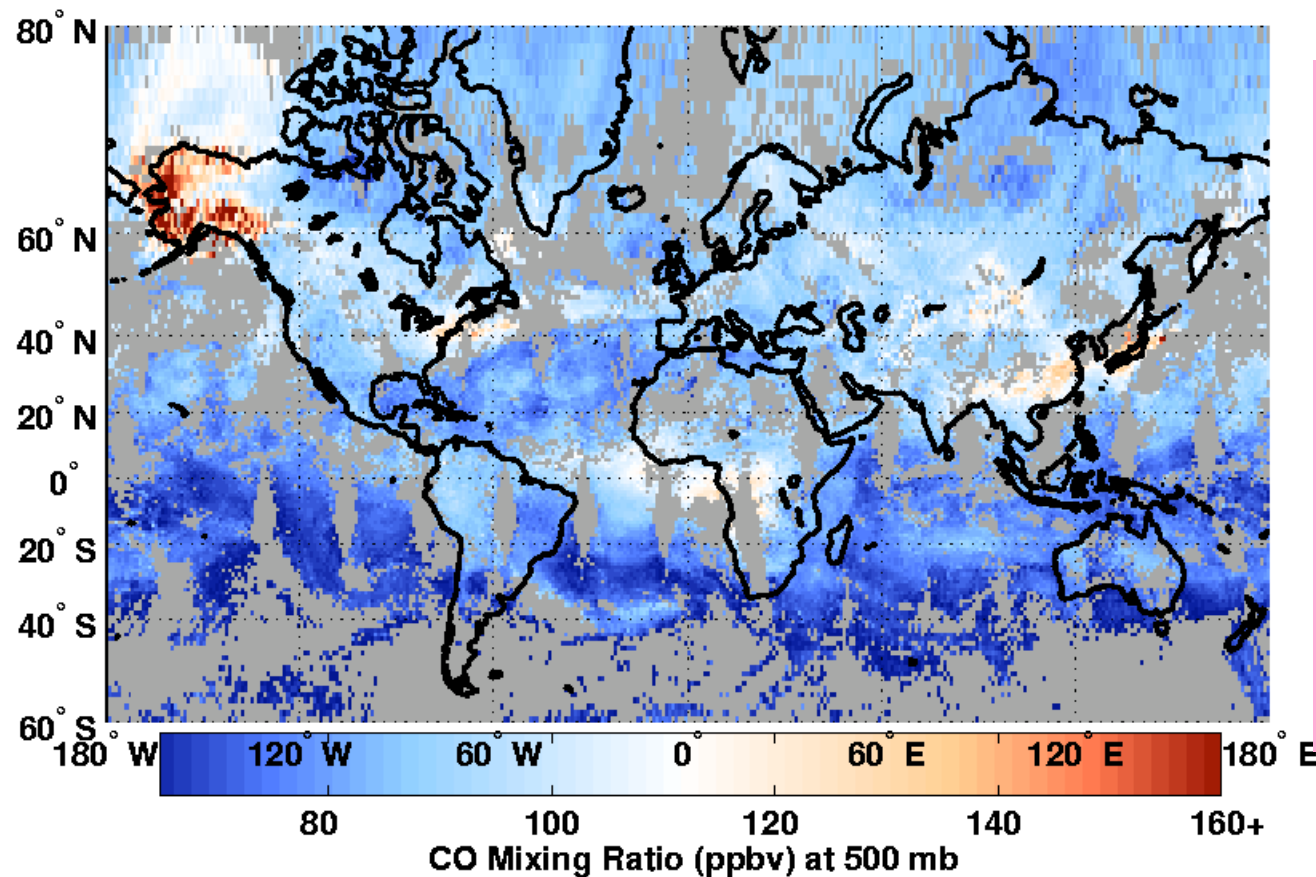 80° N
60° N
40° N
20° N
0°
20° S
40° S
60° S
180° W 120° W 60° W 0° 60° E 120° E 180° E
80 100 120 140 160+
CO Mixing Ratio (ppbv) at 500 mb